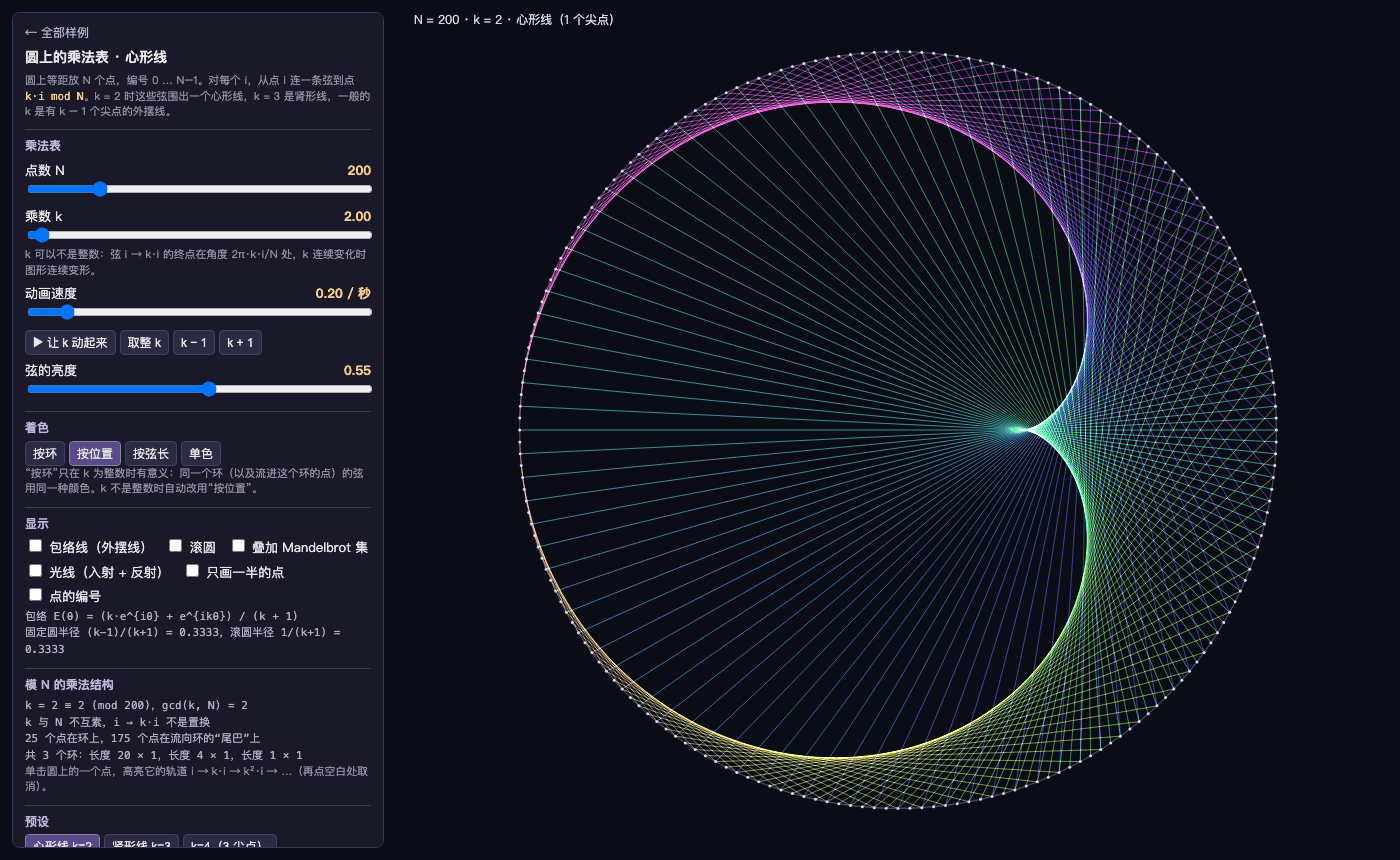 ← 全部样例
圆上的乘法表 · 心形线
圆上等距放 N 个点，编号 0 … N−1。对每个 i，从点 i 连一条弦到点
k·i mod N。k = 2 时这些弦围出一个心形线，k = 3 是肾形线，一般的
k 是有 k − 1 个尖点的外摆线。
乘法表
点数 N 200
乘数 k 2.00
k 可以不是整数：弦 i → k·i 的终点在角度 2π·k·i/N 处，k 连续变化时
图形连续变形。
动画速度 0.20 / 秒
▶ 让 k 动起来 取整 k k − 1 k + 1
弦的亮度 0.55
着色
按环 按位置 按弦长 单色
“按环”只在 k 为整数时有意义：同一个环（以及流进这个环的点）的弦
用同一种颜色。k 不是整数时自动改用“按位置”。
显示
包络线（外摆线） 滚圆 叠加 Mandelbrot 集
光线（入射 + 反射） 只画一半的点
点的编号
包络 E(θ) = (k·e^{iθ} + e^{ikθ}) / (k + 1)
固定圆半径 (k−1)/(k+1) = 0.3333，滚圆半径 1/(k+1) =
0.3333
模 N 的乘法结构
k = 2 ≡ 2 (mod 200)，gcd(k, N) = 2
k 与 N 不互素，i → k·i 不是置换
25 个点在环上，175 个点在流向环的“尾巴”上
共 3 个环：长度 20 × 1，长度 4 × 1，长度 1 × 1
单击圆上的一个点，高亮它的轨道 i → k·i → k²·i → …（再点空白处取
消）。
预设
心形线 k=2 肾形线 k=3 k=4（3 尖点）
N = 200 · k = 2 · 心形线（1 个尖点）